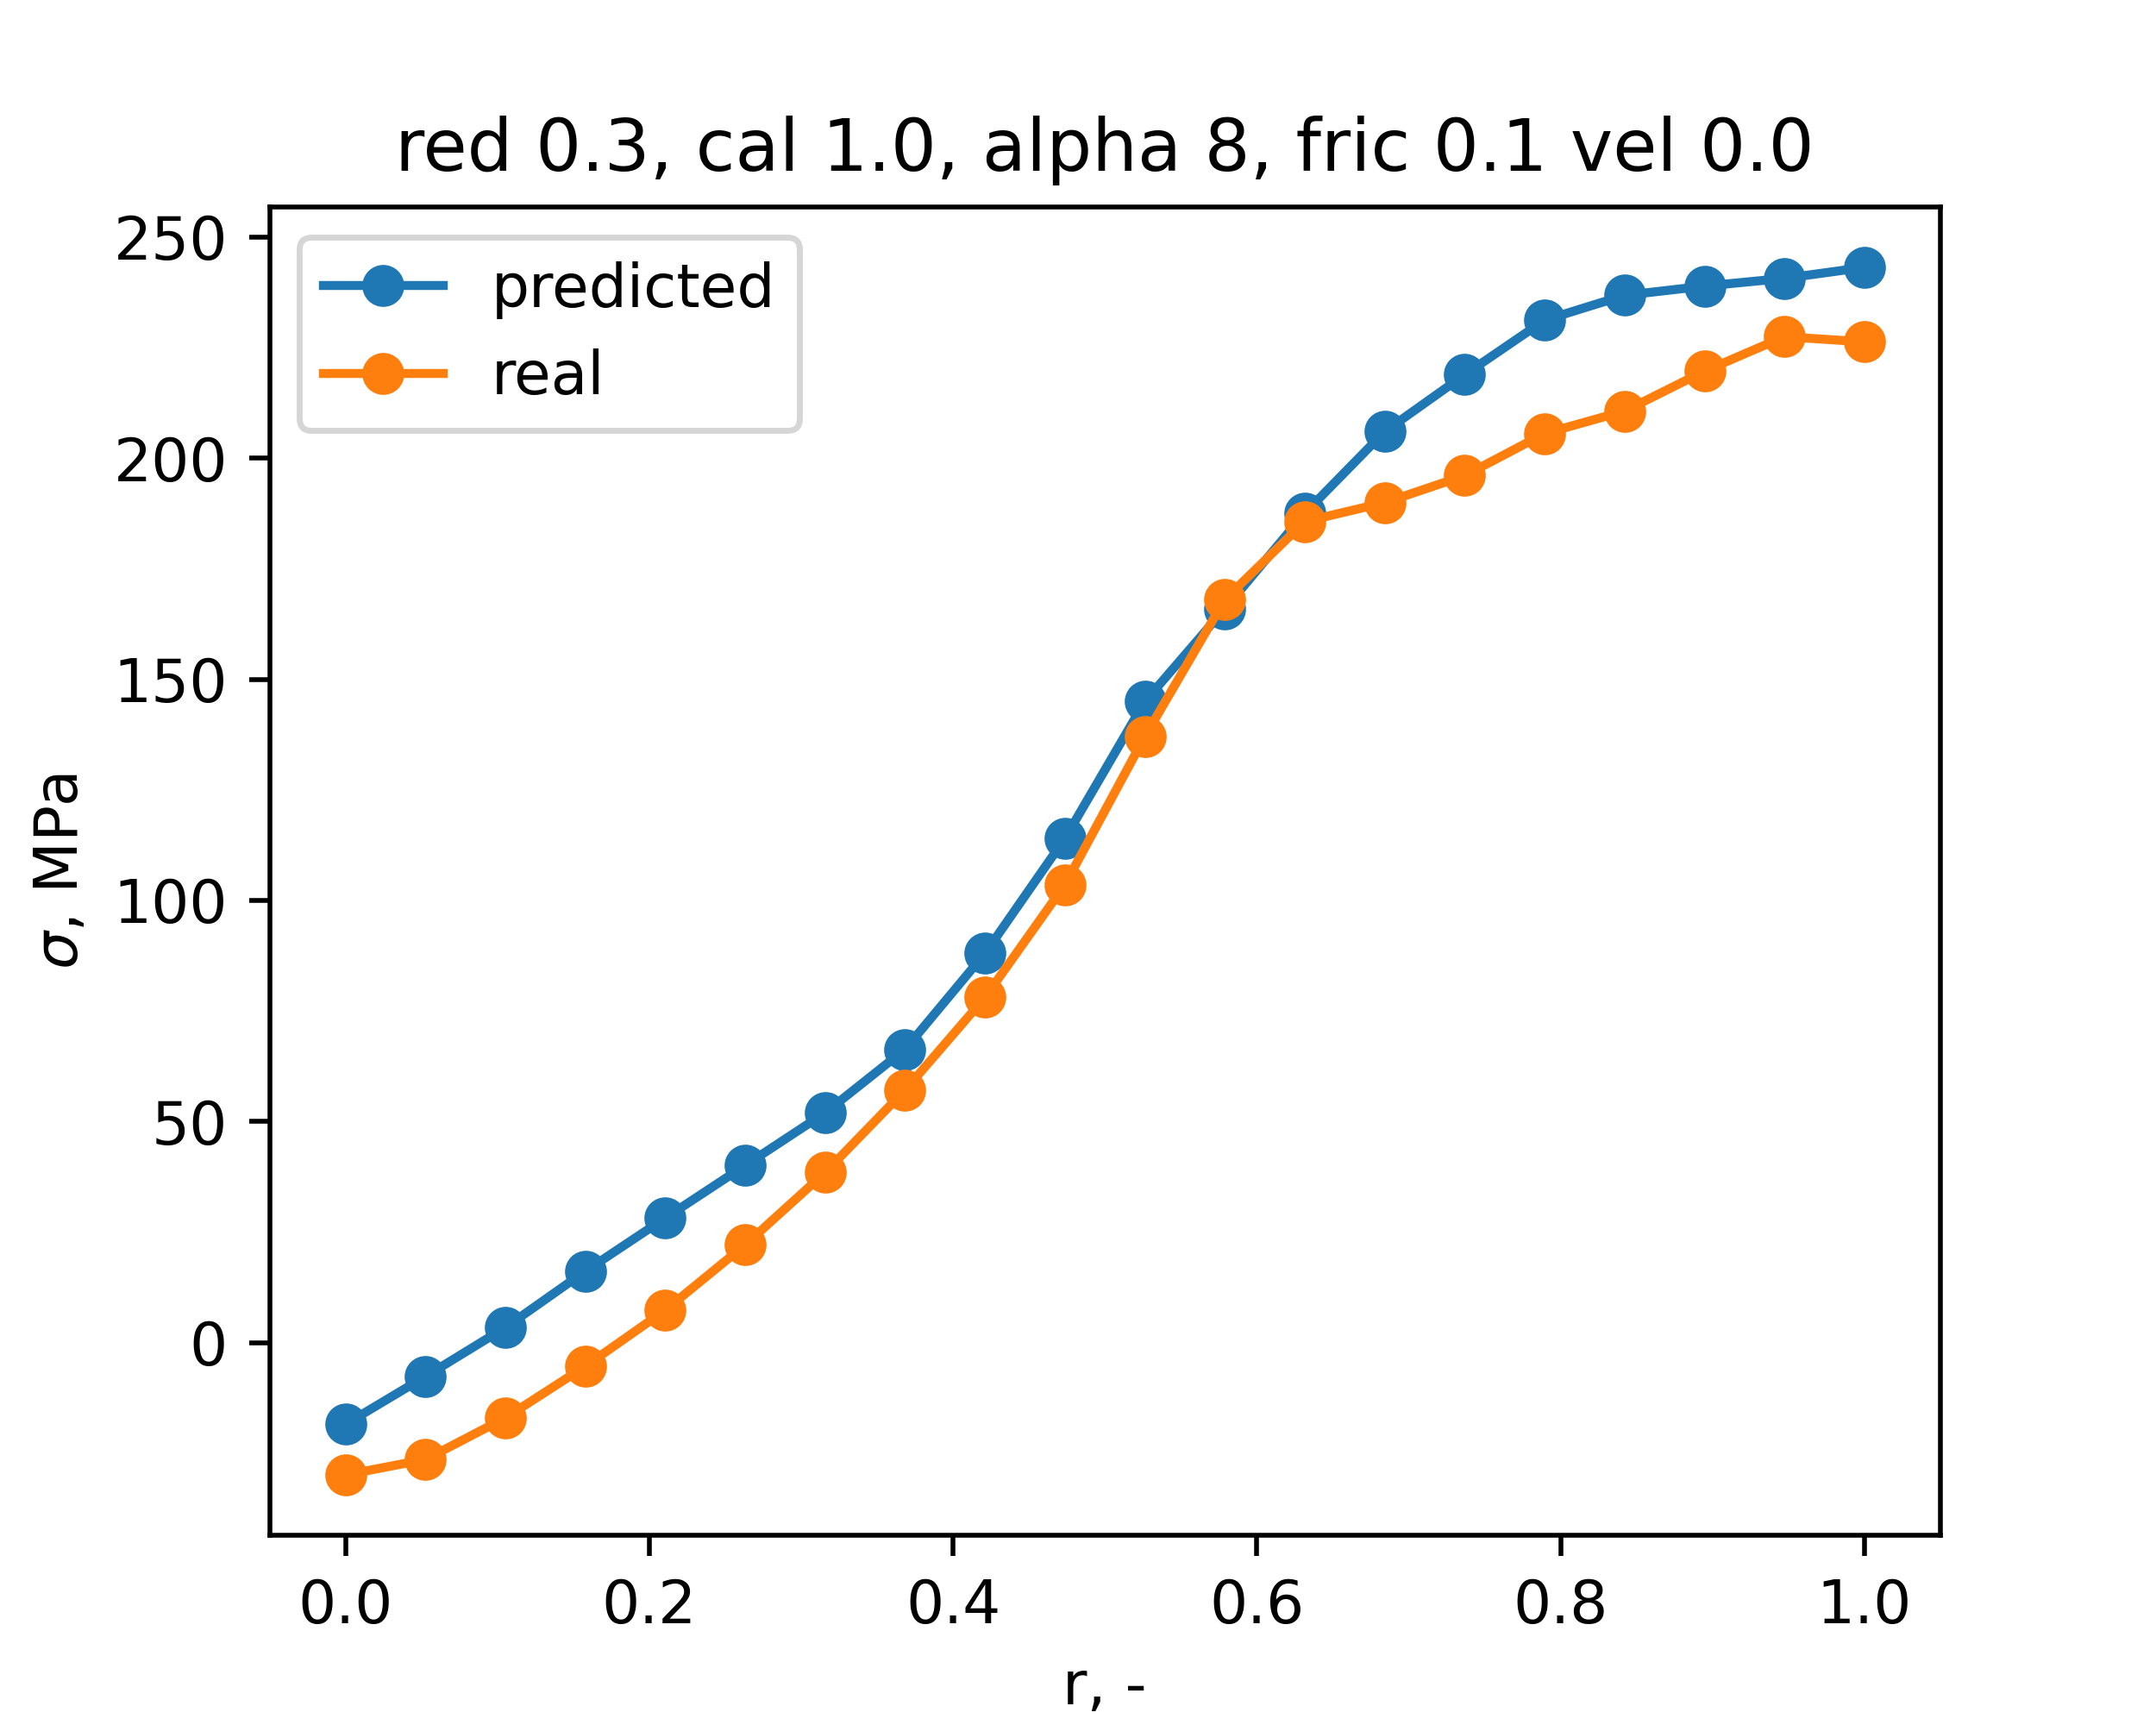 red 0.3, cal 1.0, alpha 8, fric 0.1 vel 0.0
predicted
real
250
200
150
100
50
0
σ, MPa
0.0 0.2 0.4 0.6 0.8 1.0
r, -